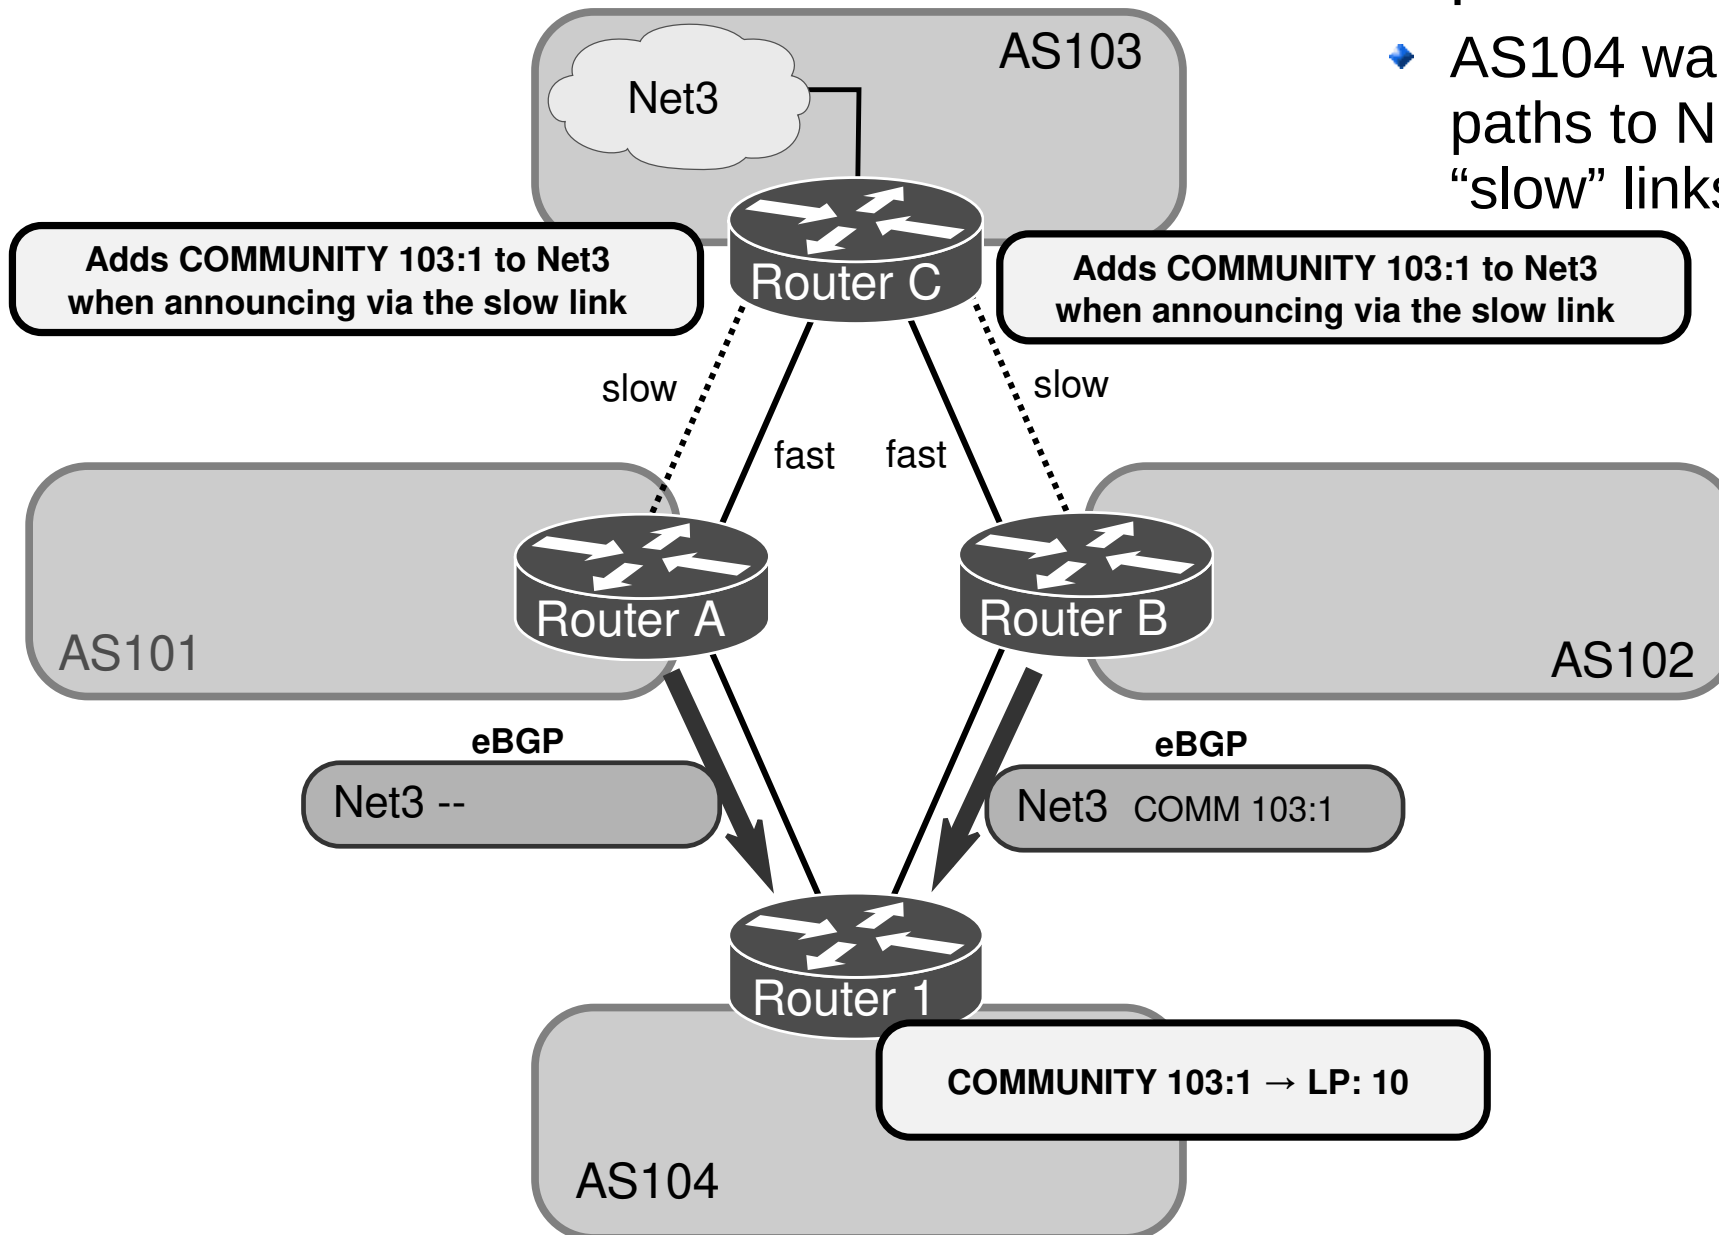 AS103
Net3
AS104 wa
paths to N
“slow” links
Adds COMMUNITY 103:1 to Net3
when announcing via the slow link
Router C
Adds COMMUNITY 103:1 to Net3
when announcing via the slow link
slow
slow
fast
fast
Router A
Router B
AS101
AS102
eBGP
eBGP
Net3 --
Net3 COMM 103:1
Router 1
COMMUNITY 103:1 → LP: 10
AS104